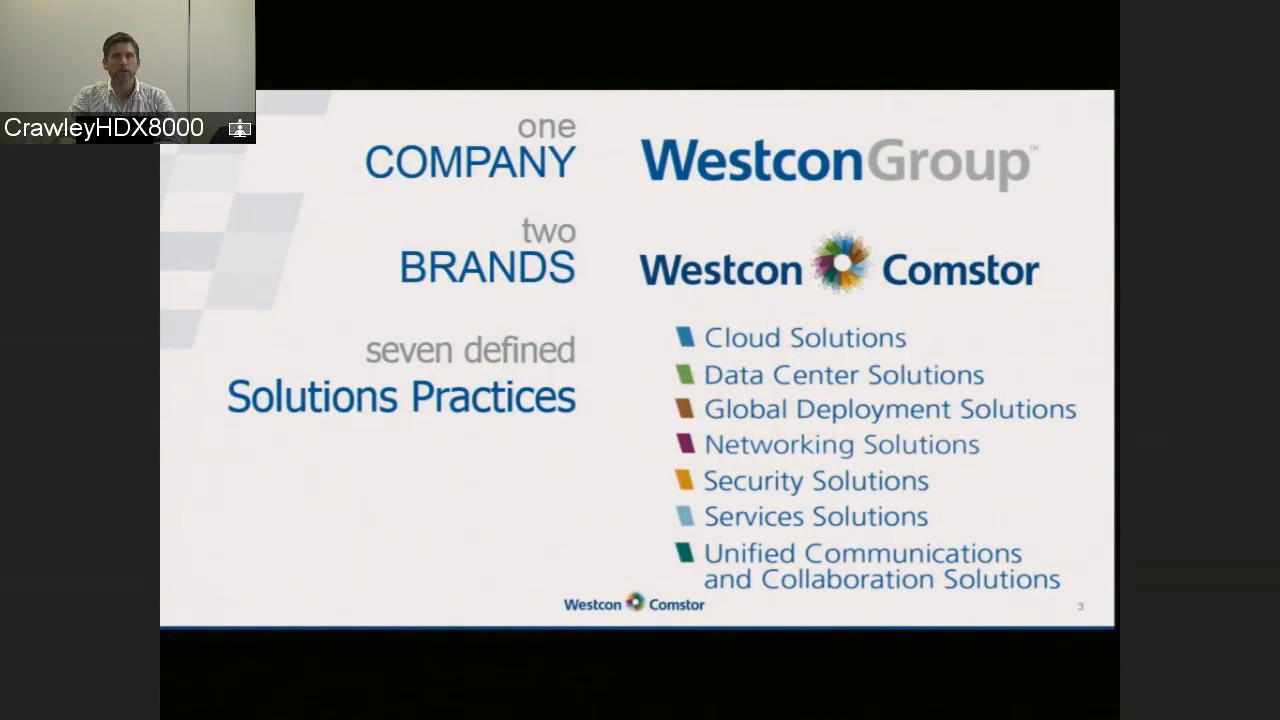 CrawleyHDX8000
one
COMPANY
WestconGroup™
two
BRANDS
Westcon Comstor
seven defined
Solutions Practices
Cloud Solutions
Data Center Solutions
Global Deployment Solutions
Networking Solutions
Security Solutions
Services Solutions
Unified Communications
and Collaboration Solutions
Westcon Comstor
3